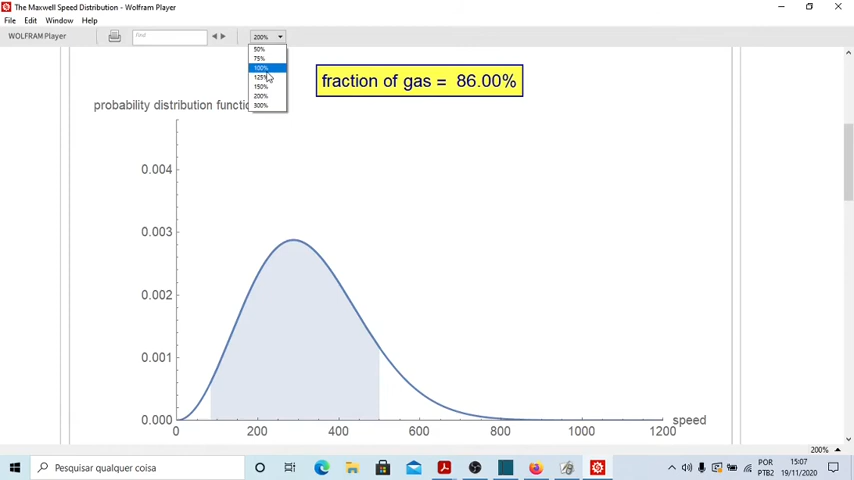 The Maxwell Speed Distribution - Wolfram Player
File Edit Window Help
WOLFRAM Player
Find
200%
50%
75%
100%
125%
150%
200%
300%
fraction of gas = 86.00%
probability distribution functio
0.004
0.003
0.002
0.001
0.000
0 200 400 600 800 1000 1200
speed
200%
Pesquisar qualquer coisa
POR
PTB2
15:07
19/11/2020